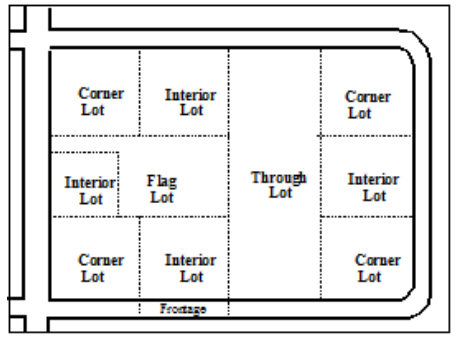 Corner
Lot
Interior
Lot
Corner
Lot
Interior
Lot
Flag
Lot
Through
Lot
Interior
Lot
Corner
Lot
Interior
Lot
Corner
Lot
Frontage